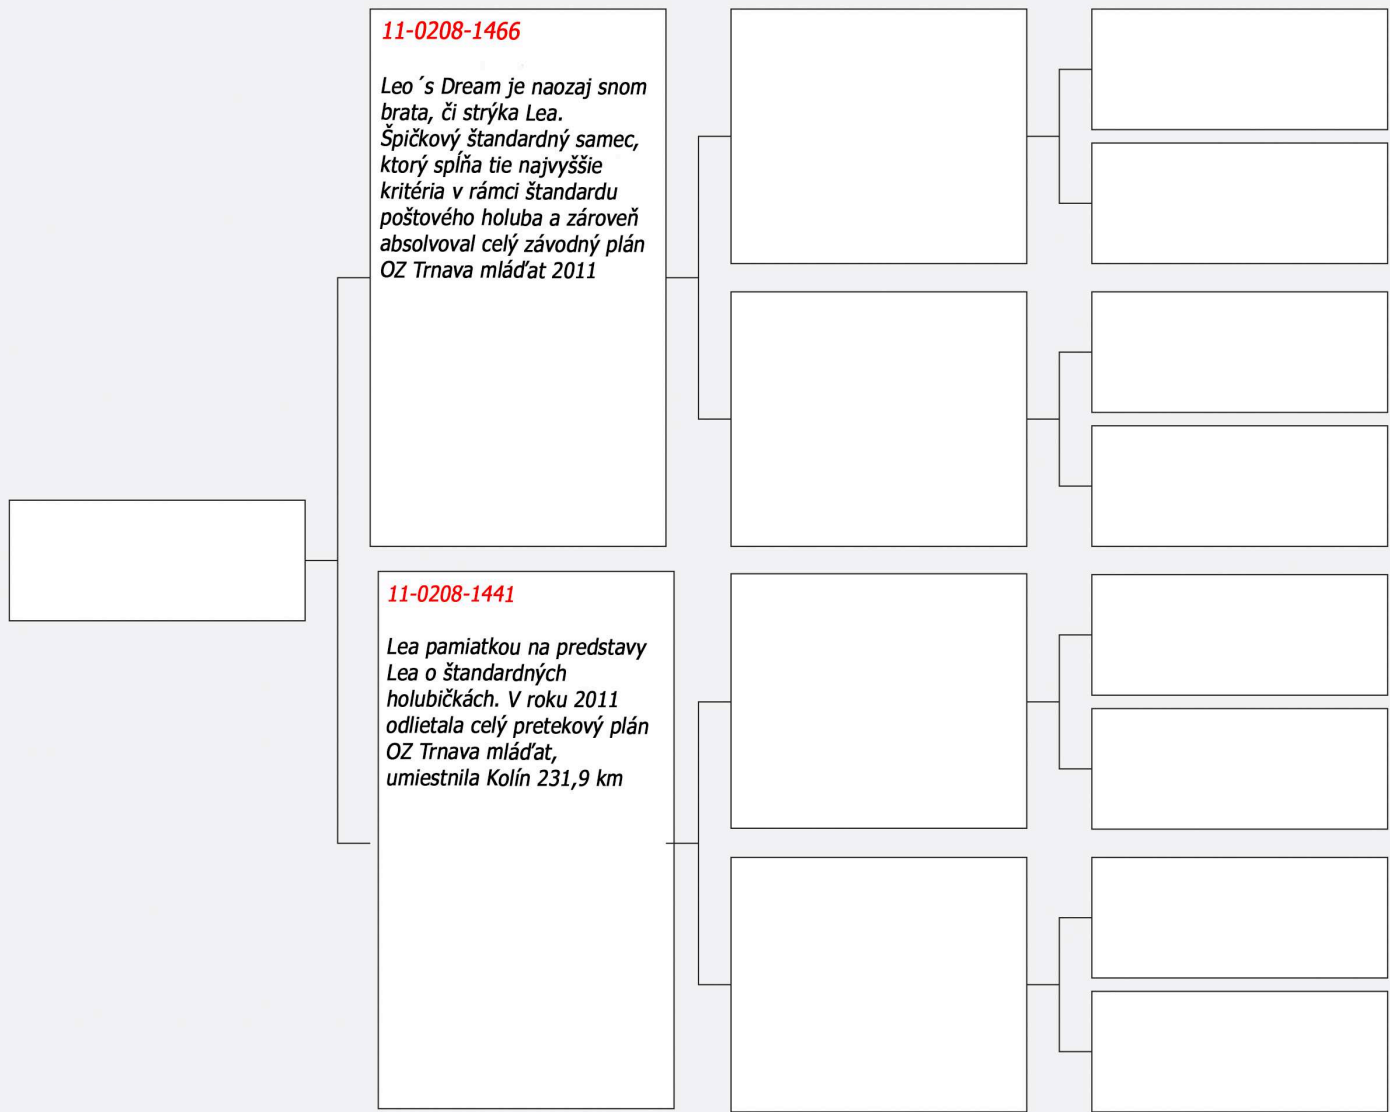 11-0208-1466
Leo ´s Dream je naozaj snom
brata, či strýka Lea.
Špičkový štandardný samec,
ktorý spĺňa tie najvyššie
kritéria v rámci štandardu
poštového holuba a zároveň
absolvoval celý závodný plán
OZ Trnava mláďat 2011
11-0208-1441
Lea pamiatkou na predstavy
Lea o štandardných
holubičkách. V roku 2011
odlietala celý pretekový plán
OZ Trnava mláďat,
umiestnila Kolín 231,9 km